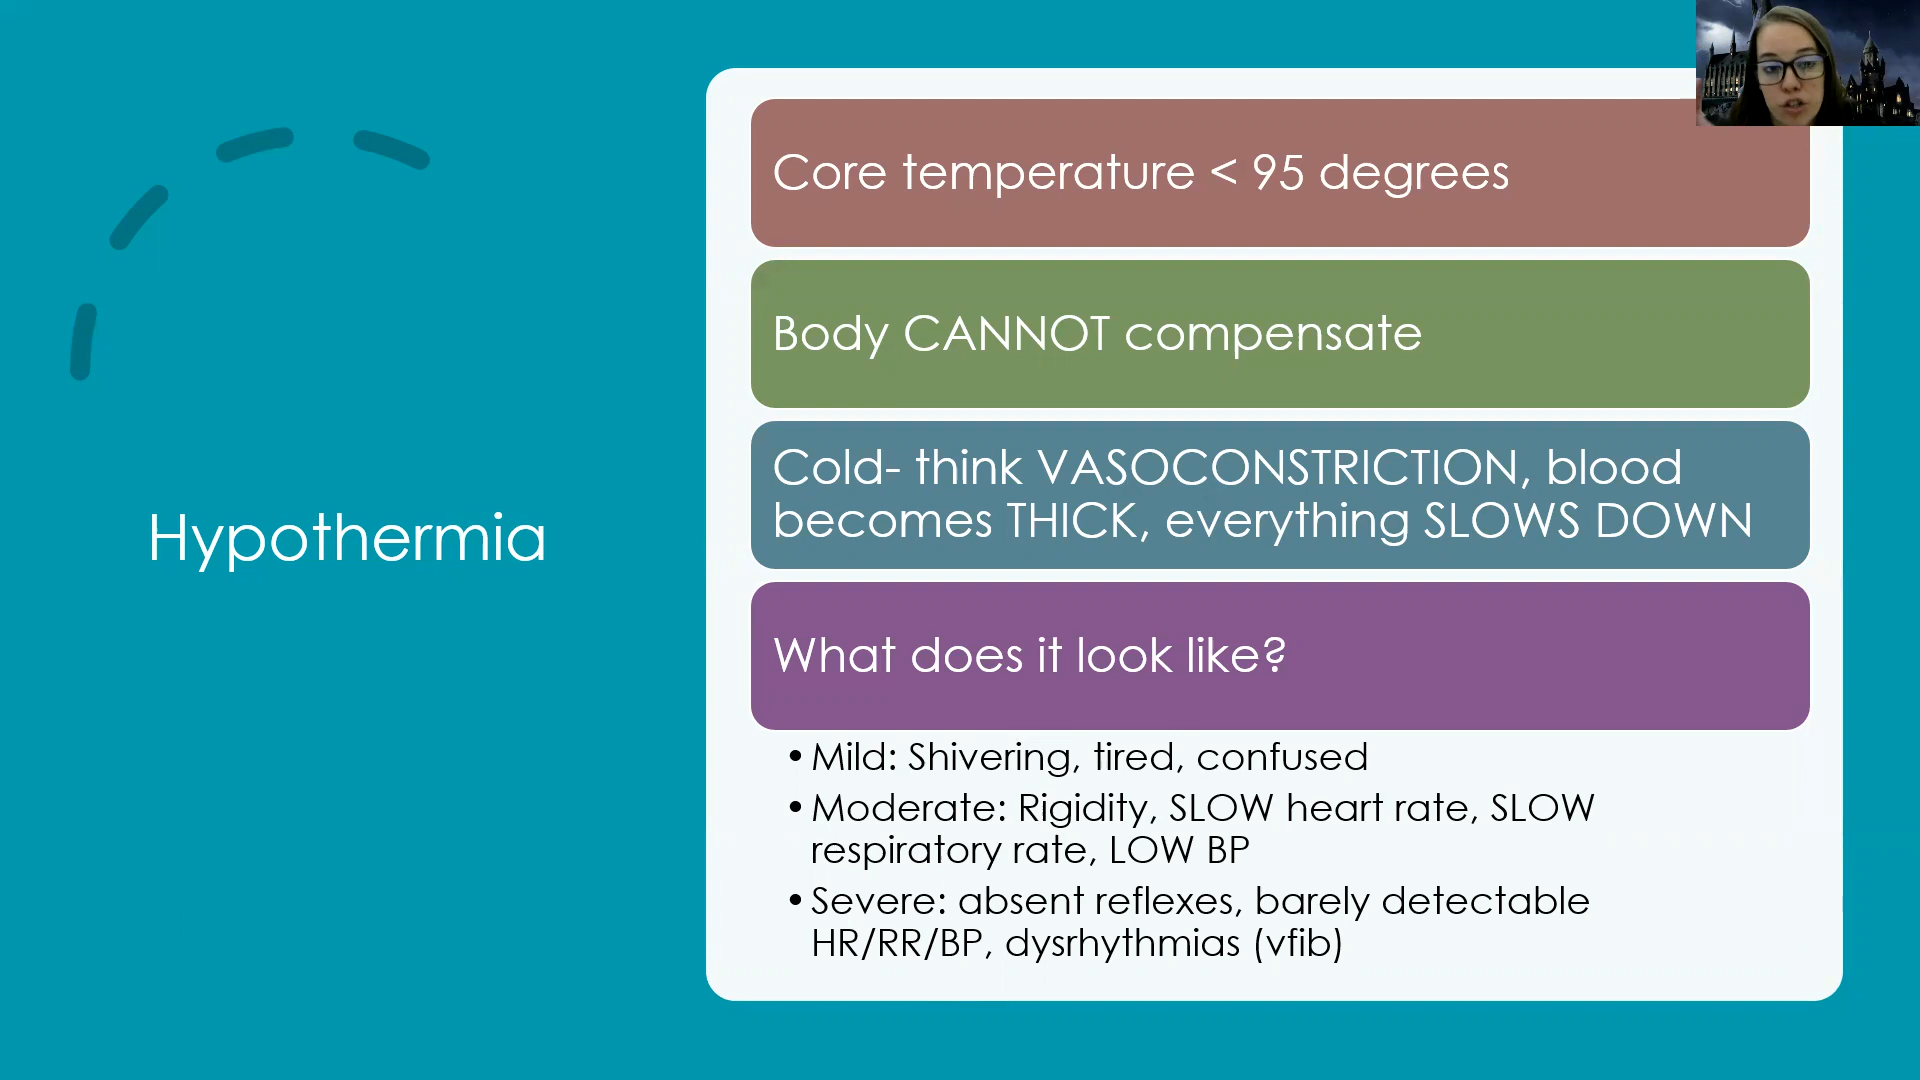 Hypothermia
Core temperature < 95 degrees
Body CANNOT compensate
Cold- think VASOCONSTRICTION, blood
becomes THICK, everything SLOWS DOWN
What does it look like?
• Mild: Shivering, tired, confused
• Moderate: Rigidity, SLOW heart rate, SLOW
respiratory rate, LOW BP
• Severe: absent reflexes, barely detectable
HR/RR/BP, dysrhythmias (vfib)